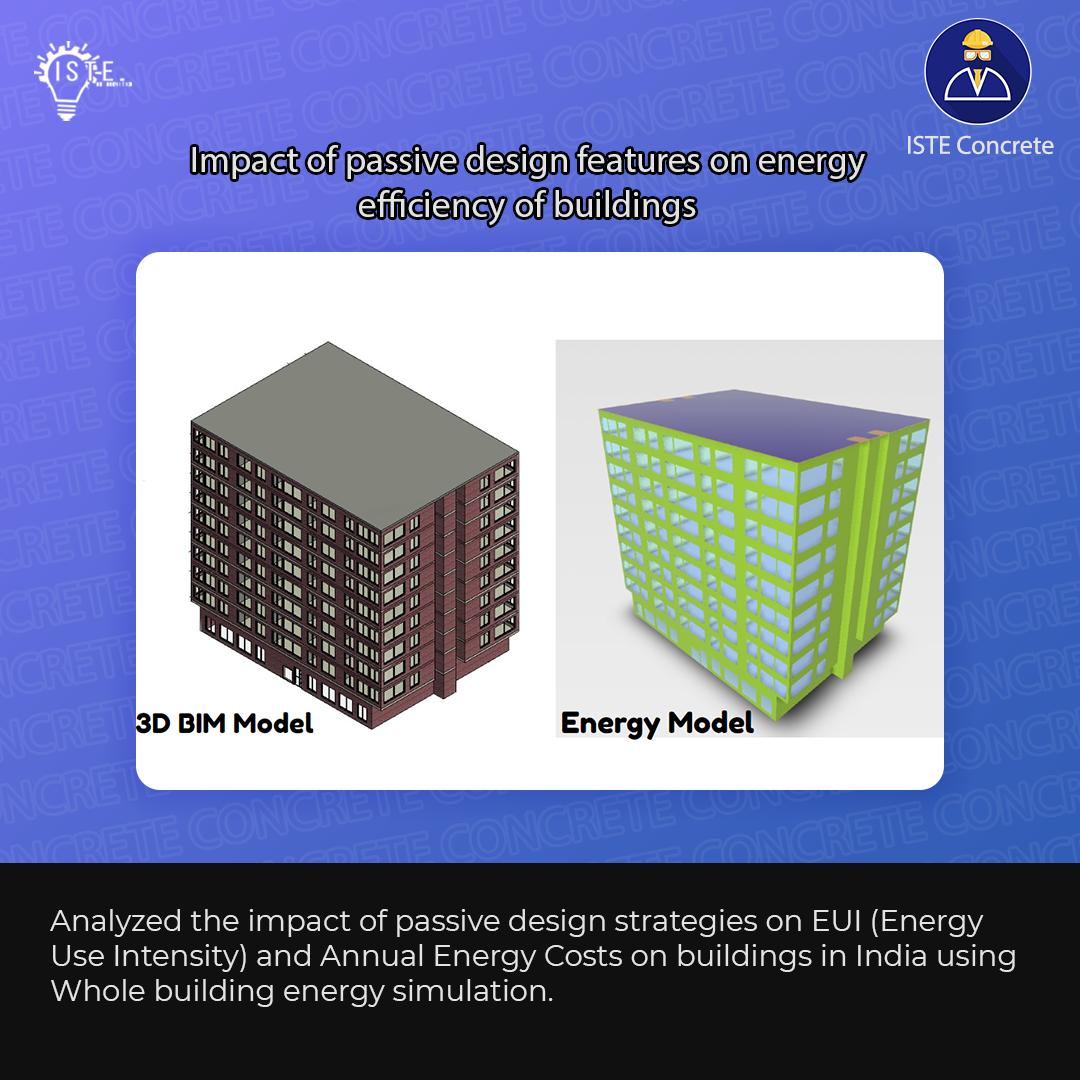 ISTE
ISTE Concrete
Impact of passive design features on energy
efficiency of buildings
3D BIM Model
Energy Model
Analyzed the impact of passive design strategies on EUI (Energy
Use Intensity) and Annual Energy Costs on buildings in India using
Whole building energy simulation.